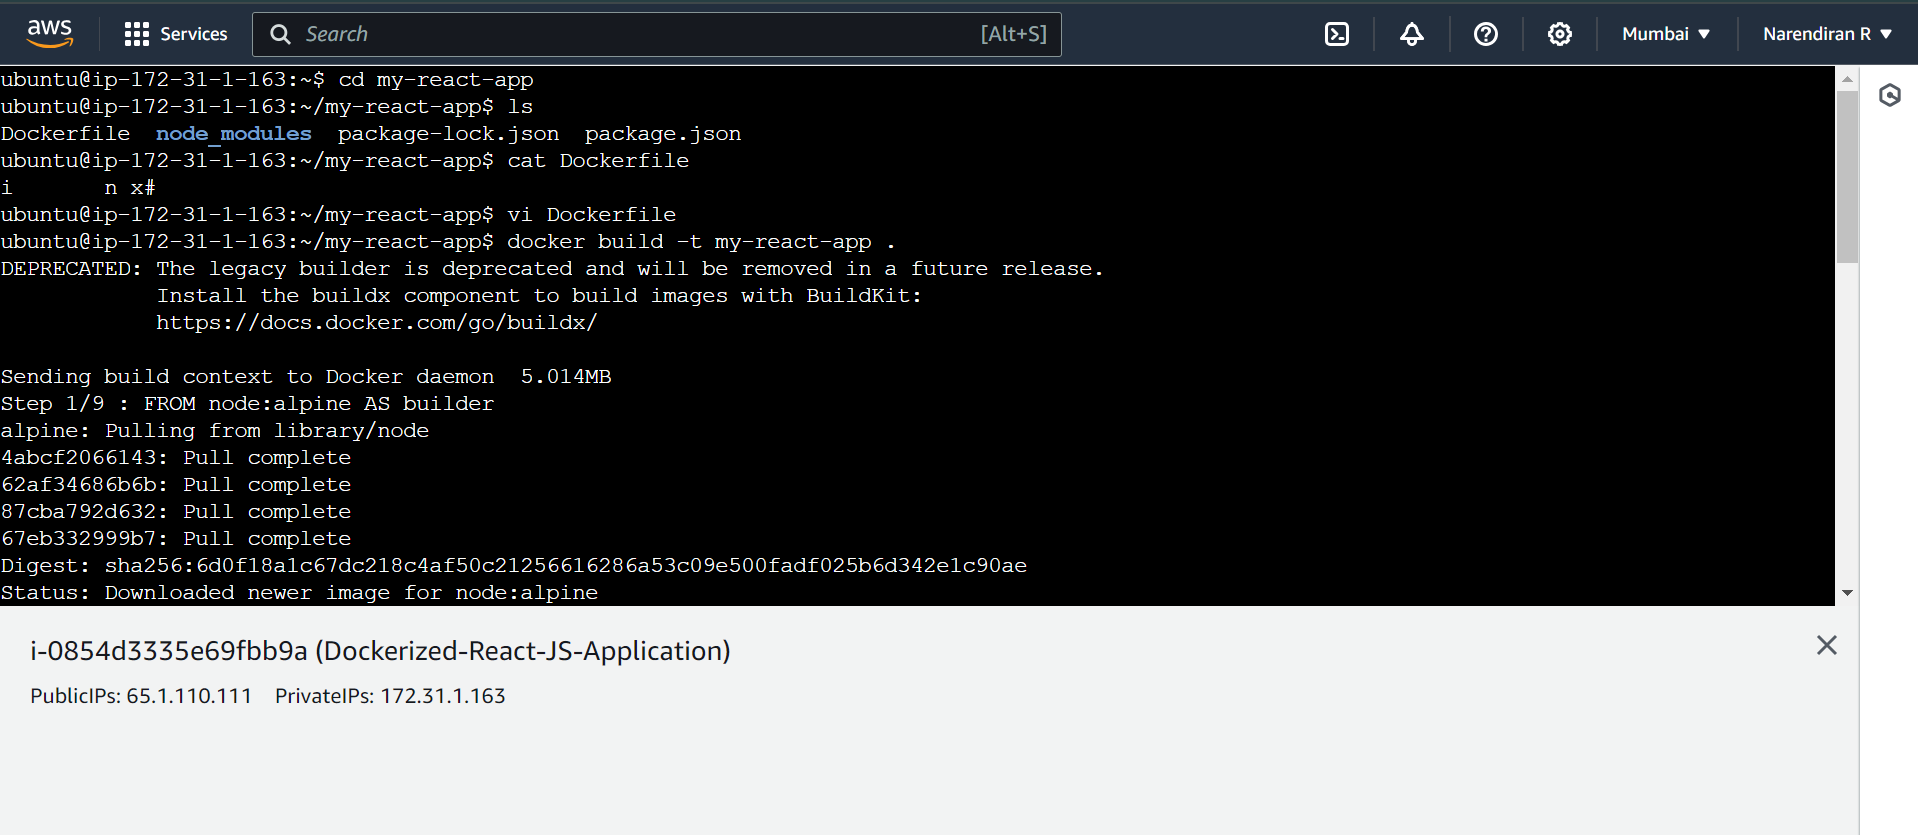 aws Services Search [Alt+S] Mumbai ▼ Narendiran R ▼
ubuntu@ip-172-31-1-163:~$ cd my-react-app
ubuntu@ip-172-31-1-163:~/my-react-app$ ls
Dockerfile  node_modules  package-lock.json  package.json
ubuntu@ip-172-31-1-163:~/my-react-app$ cat Dockerfile
i       n x#
ubuntu@ip-172-31-1-163:~/my-react-app$ vi Dockerfile
ubuntu@ip-172-31-1-163:~/my-react-app$ docker build -t my-react-app .
DEPRECATED: The legacy builder is deprecated and will be removed in a future release.
            Install the buildx component to build images with BuildKit:
            https://docs.docker.com/go/buildx/
Sending build context to Docker daemon  5.014MB
Step 1/9 : FROM node:alpine AS builder
alpine: Pulling from library/node
4abcf2066143: Pull complete
62af34686b6b: Pull complete
87cba792d632: Pull complete
67eb332999b7: Pull complete
Digest: sha256:6d0f18a1c67dc218c4af50c21256616286a53c09e500fadf025b6d342e1c90ae
Status: Downloaded newer image for node:alpine
i-0854d3335e69fbb9a (Dockerized-React-JS-Application)
PublicIPs: 65.1.110.111    PrivateIPs: 172.31.1.163